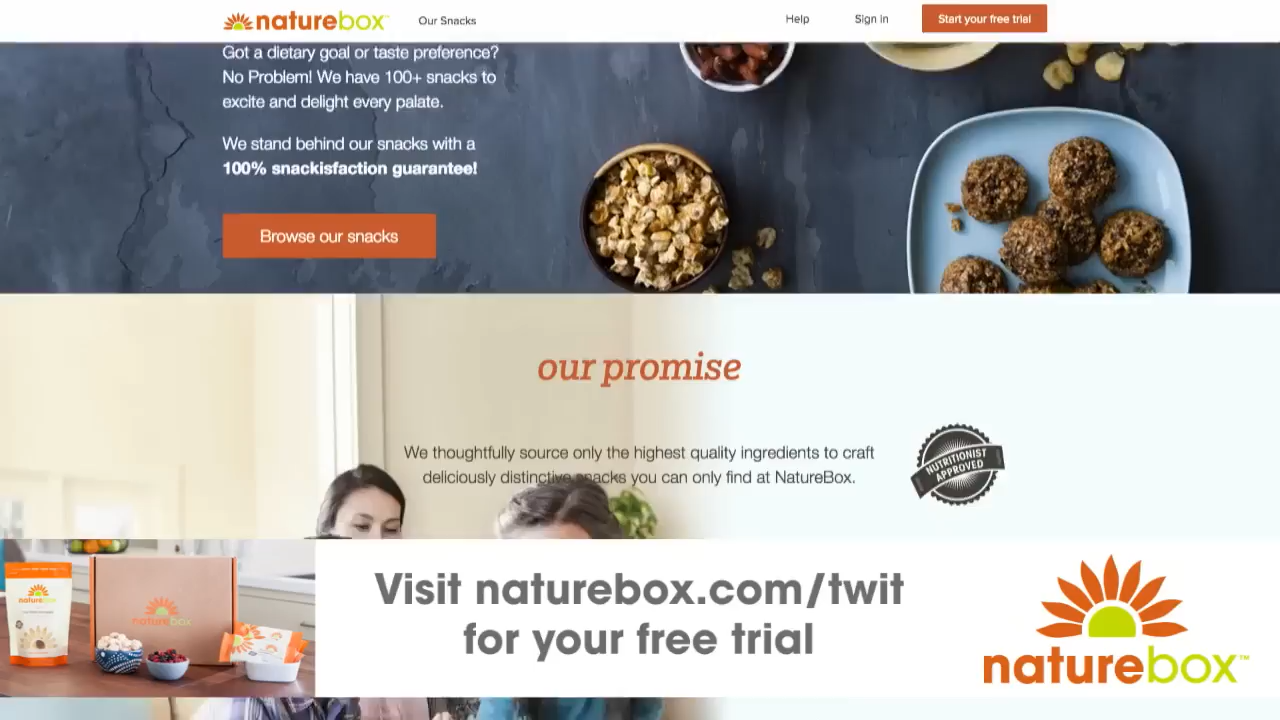 naturebox™
Our Snacks
Help
Sign in
Start your free trial
Got a dietary goal or taste preference?
No Problem! We have 100+ snacks to
excite and delight every palate.
We stand behind our snacks with a
100% snackisfaction guarantee!
Browse our snacks
our promise
We thoughtfully source only the highest quality ingredients to craft
deliciously distinctive snacks you can only find at NatureBox.
NUTRITIONIST
APPROVED
naturebox
naturebox
Visit naturebox.com/twit
for your free trial
naturebox™